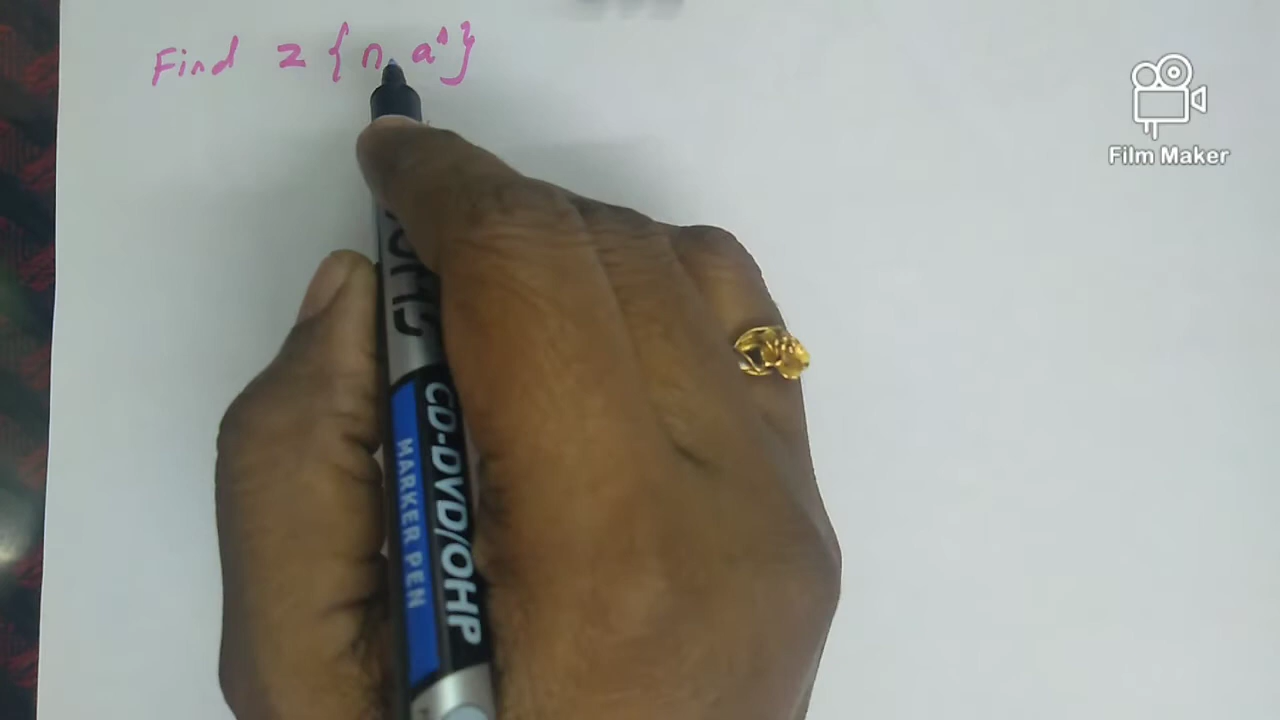 Find z { n aⁿ }
Film Maker
CD-DVD/OHP
MARKER PEN